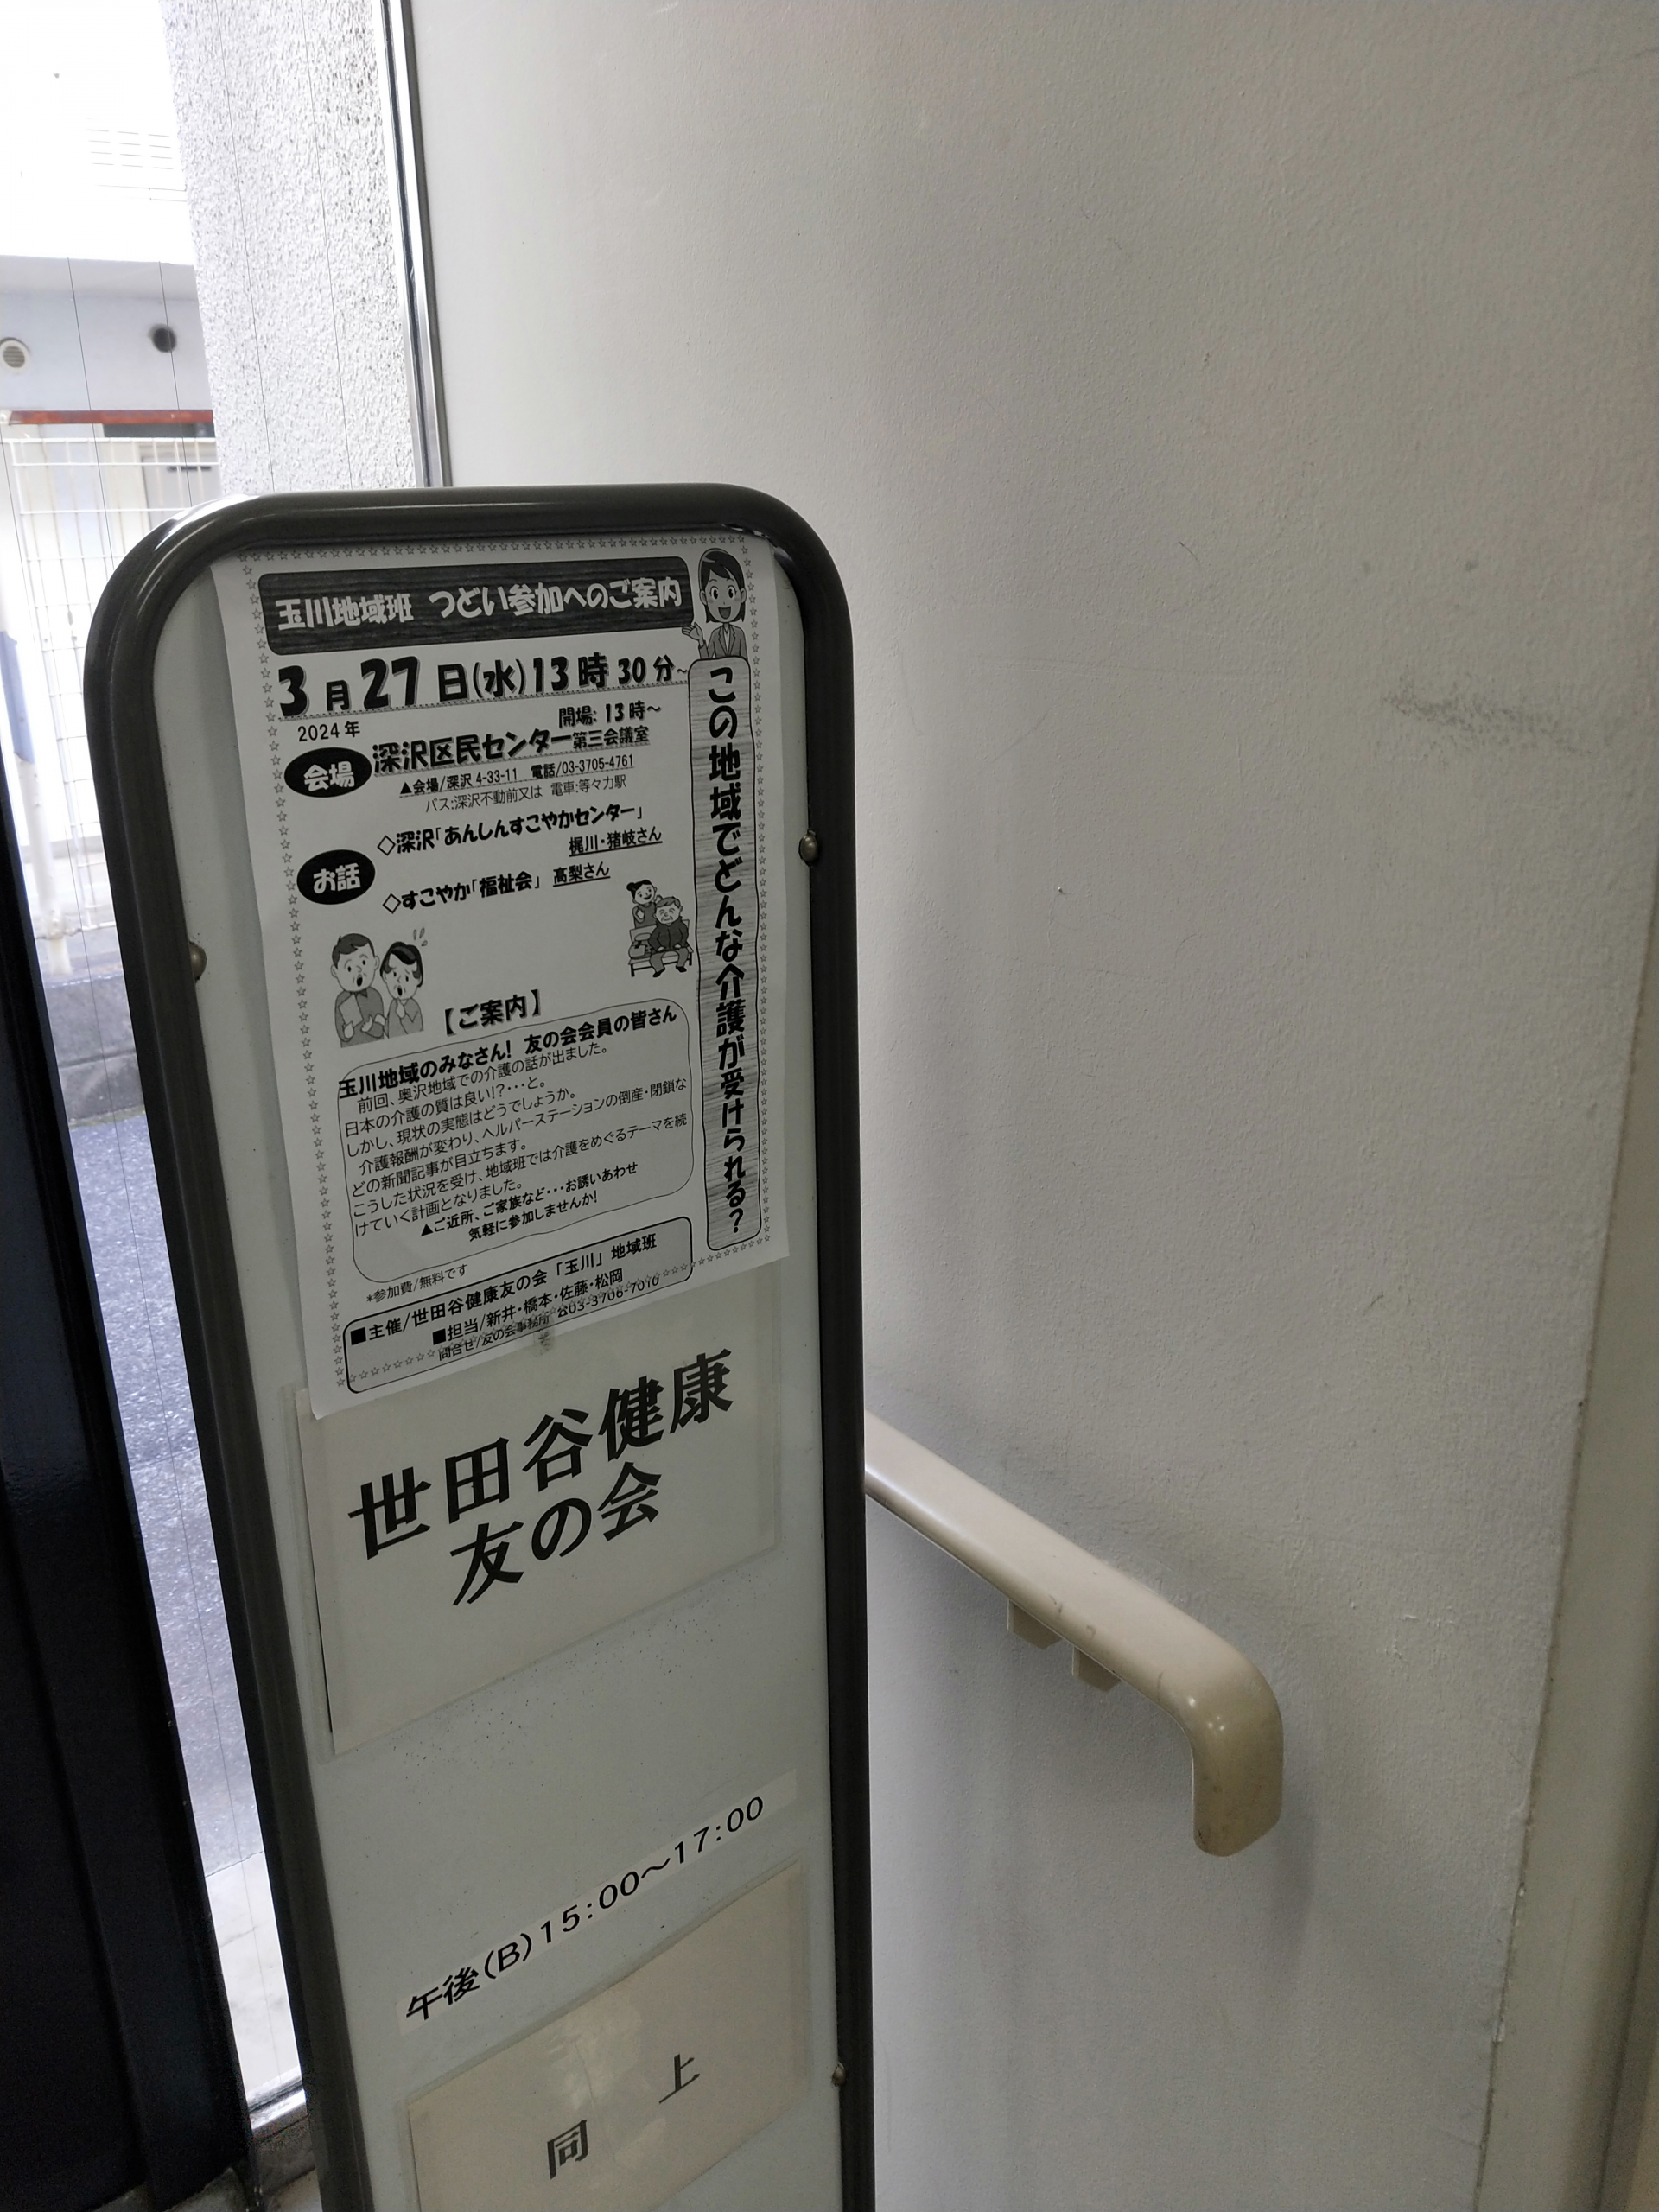 玉川地域班 つどい参加へのご案内
3月27日(水)13時30分~
2024年
開場:13時~
会場
深沢区民センター第三会議室
▲会場/深沢4-33-11 電話/03-3705-4761
バス:深沢不動前又は 電車:等々力駅
お話
◇深沢「あんしんすこやかセンター」
梶川・猪岐さん
◇すこやか「福祉会」 髙梨さん
この地域でどんな介護が受けられる?
【ご案内】
玉川地域のみなさん! 友の会会員の皆さん
前回、奥沢地域での介護の話が出ました。
日本の介護の質は良い!?・・・と。
しかし、現状の実態はどうでしょうか。
介護報酬が変わり、ヘルパーステーションの倒産・閉鎖な
どの新聞記事が目立ちます。
こうした状況を受け、地域班では介護をめぐるテーマを続
けていく計画となりました。
▲ご近所、ご家族など・・・お誘いあわせ
気軽に参加しませんか!
*参加費/無料です
■主催/世田谷健康友の会「玉川」地域班
■担当/新井・橋本・佐藤・松岡
問合せ/友の会事務所 ☎03-3706-7010
世田谷健康
友の会
午後(B)15:00~17:00
同 上